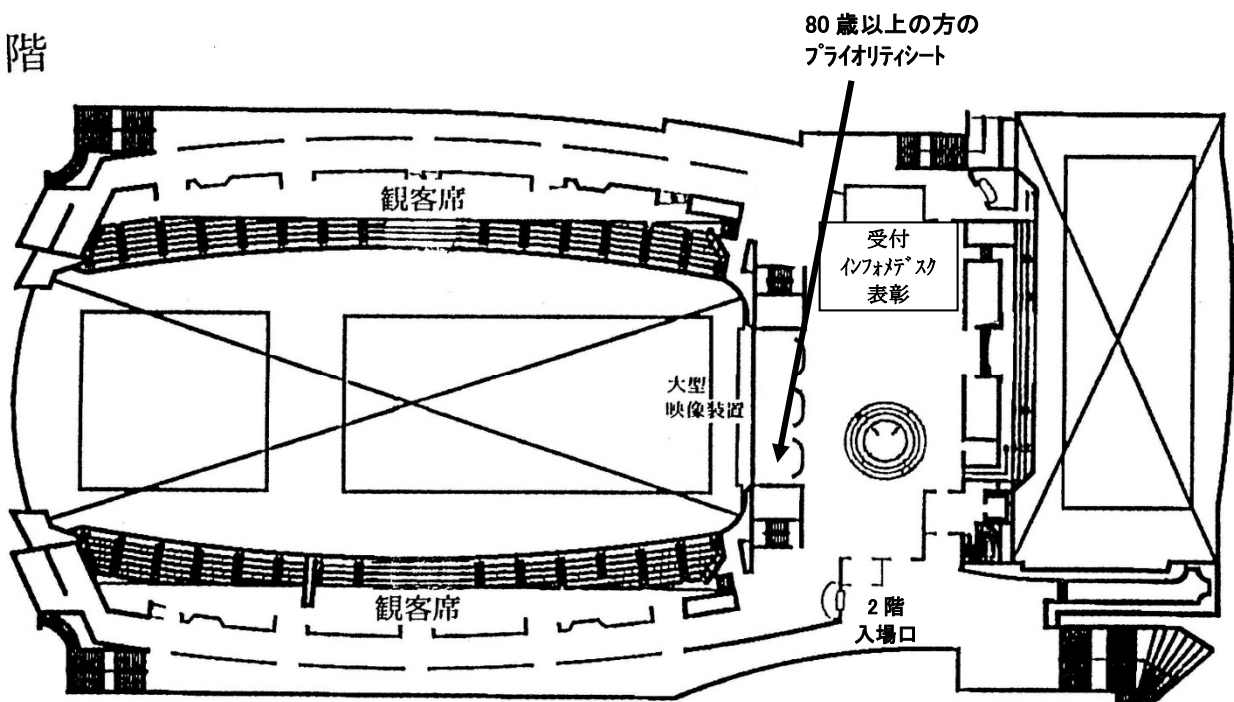 80歳以上の方の
プライオリティシート
階
観客席
受付
インフォメデスク
表彰
大型
映像装置
観客席
2階
入場口